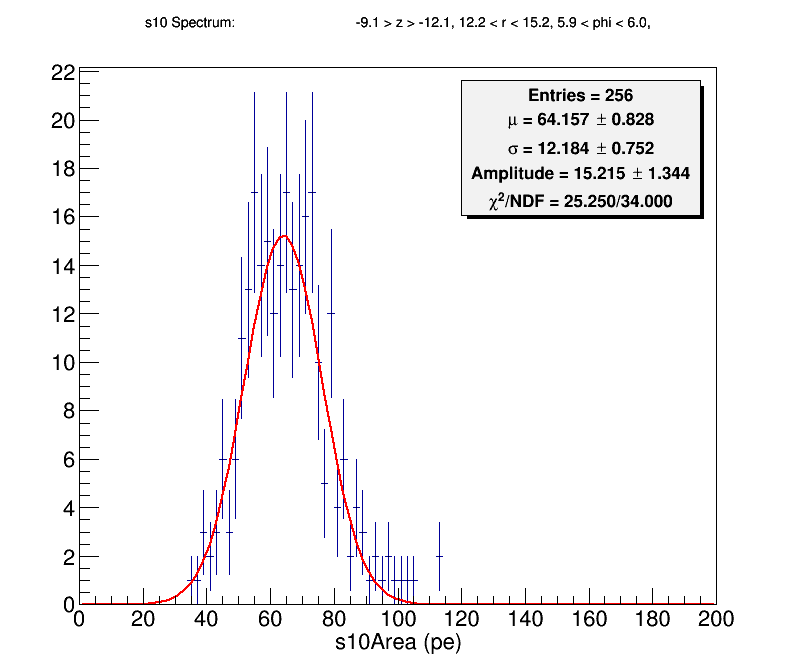 s10 Spectrum: -9.1 > z > -12.1, 12.2 < r < 15.2, 5.9 < phi < 6.0,
Entries = 256
μ = 64.157 ± 0.828
σ = 12.184 ± 0.752
Amplitude = 15.215 ± 1.344
χ²/NDF = 25.250/34.000
22
20
18
16
14
12
10
8
6
4
2
0
0 20 40 60 80 100 120 140 160 180 200
s10Area (pe)